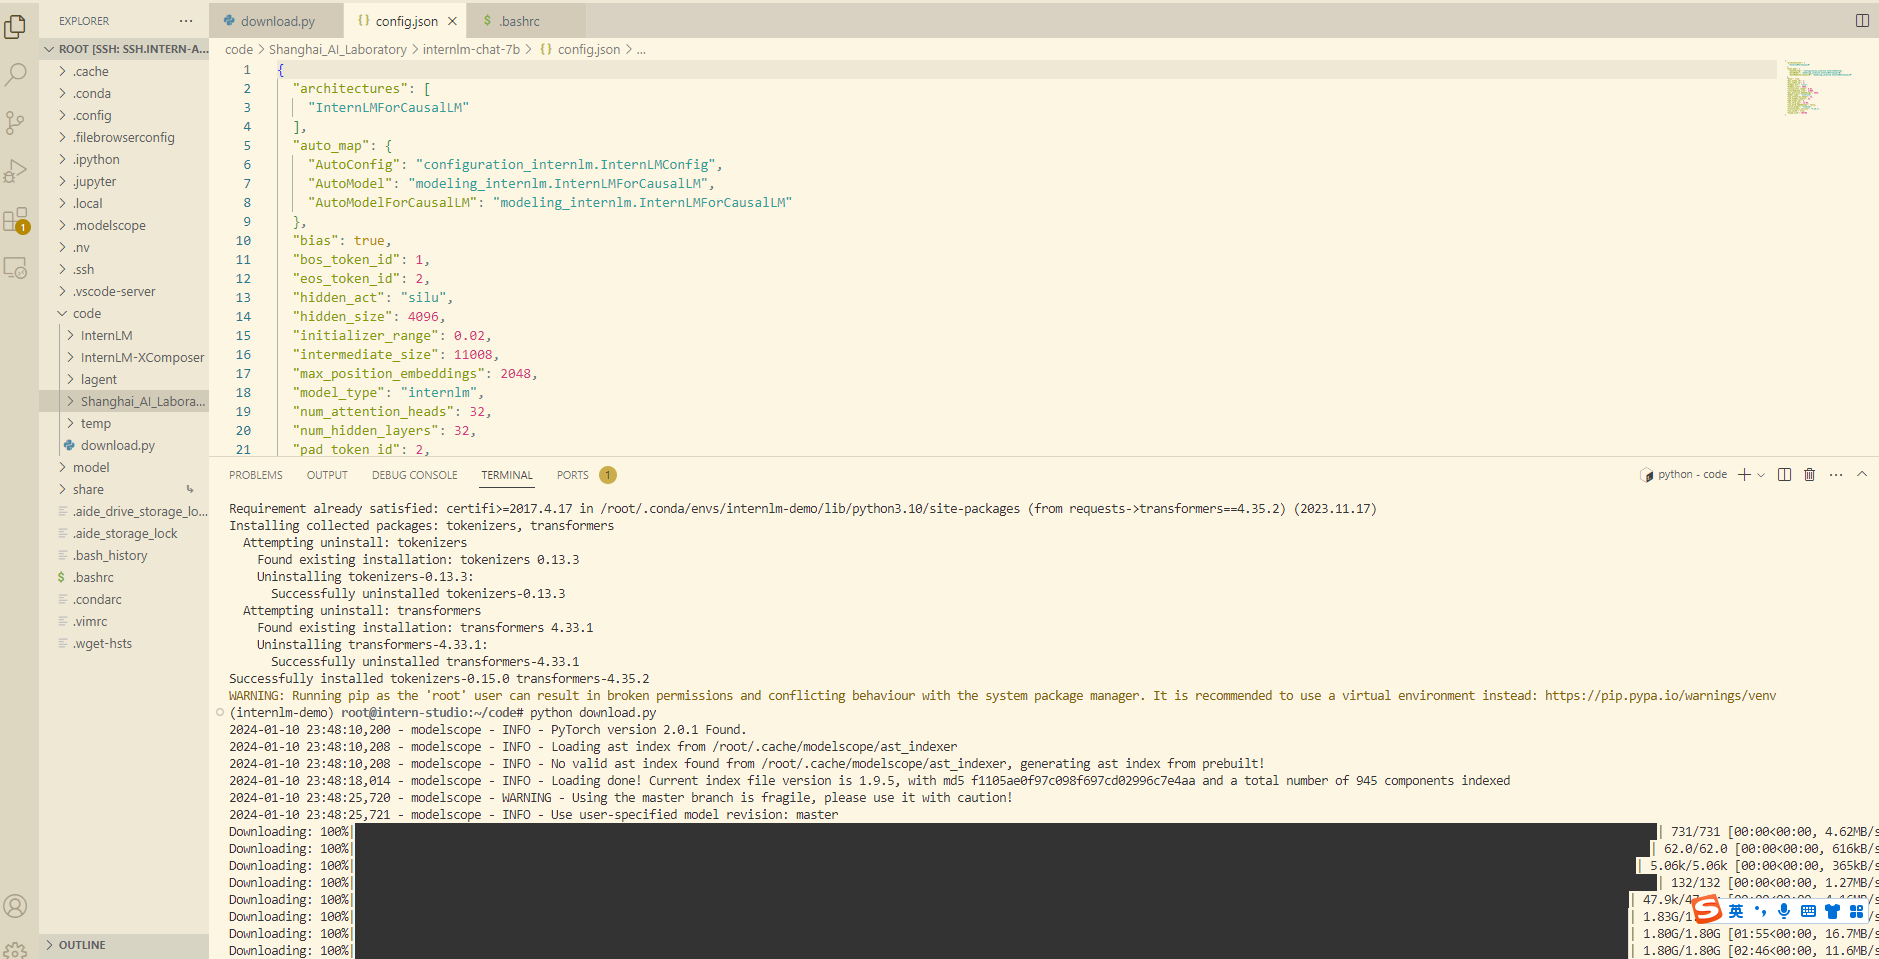 EXPLORER
ROOT [SSH: SSH.INTERN-A...
.cache
.conda
.config
.filebrowserconfig
.ipython
.jupyter
.local
.modelscope
.nv
.ssh
.vscode-server
code
InternLM
InternLM-XComposer
lagent
Shanghai_AI_Labora...
temp
download.py
model
share
.aide_drive_storage_lo...
.aide_storage_lock
.bash_history
$ .bashrc
.condarc
.vimrc
.wget-hsts
OUTLINE
1
download.py
{} config.json
$ .bashrc
code > Shanghai_AI_Laboratory > internlm-chat-7b > {} config.json > ...
1 {
2 "architectures": [
3 "InternLMForCausalLM"
4 ],
5 "auto_map": {
6 "AutoConfig": "configuration_internlm.InternLMConfig",
7 "AutoModel": "modeling_internlm.InternLMForCausalLM",
8 "AutoModelForCausalLM": "modeling_internlm.InternLMForCausalLM"
9 },
10 "bias": true,
11 "bos_token_id": 1,
12 "eos_token_id": 2,
13 "hidden_act": "silu",
14 "hidden_size": 4096,
15 "initializer_range": 0.02,
16 "intermediate_size": 11008,
17 "max_position_embeddings": 2048,
18 "model_type": "internlm",
19 "num_attention_heads": 32,
20 "num_hidden_layers": 32,
21 "pad_token_id": 2,
PROBLEMS OUTPUT DEBUG CONSOLE TERMINAL PORTS 1
python - code
Requirement already satisfied: certifi>=2017.4.17 in /root/.conda/envs/internlm-demo/lib/python3.10/site-packages (from requests->transformers==4.35.2) (2023.11.17)
Installing collected packages: tokenizers, transformers
Attempting uninstall: tokenizers
Found existing installation: tokenizers 0.13.3
Uninstalling tokenizers-0.13.3:
Successfully uninstalled tokenizers-0.13.3
Attempting uninstall: transformers
Found existing installation: transformers 4.33.1
Uninstalling transformers-4.33.1:
Successfully uninstalled transformers-4.33.1
Successfully installed tokenizers-0.15.0 transformers-4.35.2
WARNING: Running pip as the 'root' user can result in broken permissions and conflicting behaviour with the system package manager. It is recommended to use a virtual environment instead: https://pip.pypa.io/warnings/venv
(internlm-demo) root@intern-studio:~/code# python download.py
2024-01-10 23:48:10,200 - modelscope - INFO - PyTorch version 2.0.1 Found.
2024-01-10 23:48:10,208 - modelscope - INFO - Loading ast index from /root/.cache/modelscope/ast_indexer
2024-01-10 23:48:10,208 - modelscope - INFO - No valid ast index found from /root/.cache/modelscope/ast_indexer, generating ast index from prebuilt!
2024-01-10 23:48:18,014 - modelscope - INFO - Loading done! Current index file version is 1.9.5, with md5 f1105ae0f97c098f697cd02996c7e4aa and a total number of 945 components indexed
2024-01-10 23:48:25,720 - modelscope - WARNING - Using the master branch is fragile, please use it with caution!
2024-01-10 23:48:25,721 - modelscope - INFO - Use user-specified model revision: master
Downloading: 100%| | 731/731 [00:00<00:00, 4.62MB/s
Downloading: 100%| | 62.0/62.0 [00:00<00:00, 616kB/s
Downloading: 100%| | 5.06k/5.06k [00:00<00:00, 365kB/s
Downloading: 100%| | 132/132 [00:00<00:00, 1.27MB/s
Downloading: 100%| | 47.9k/
Downloading: 100%| | 1.83G/
英
Downloading: 100%| | 1.80G/1.80G [01:55<00:00, 16.7MB/s
Downloading: 100%| | 1.80G/1.80G [02:46<00:00, 11.6MB/s